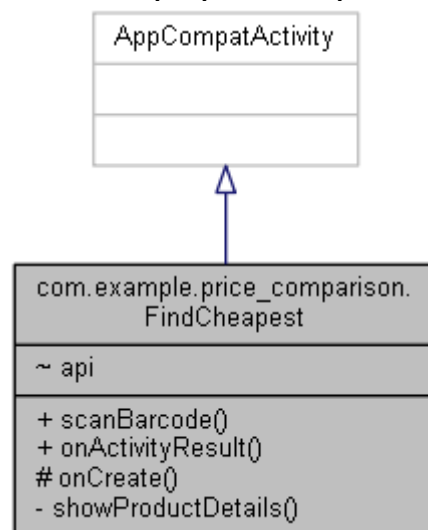 AppCompatActivity
com.example.price_comparison.
FindCheapest
~ api
+ scanBarcode()
+ onActivityResult()
# onCreate()
- showProductDetails()